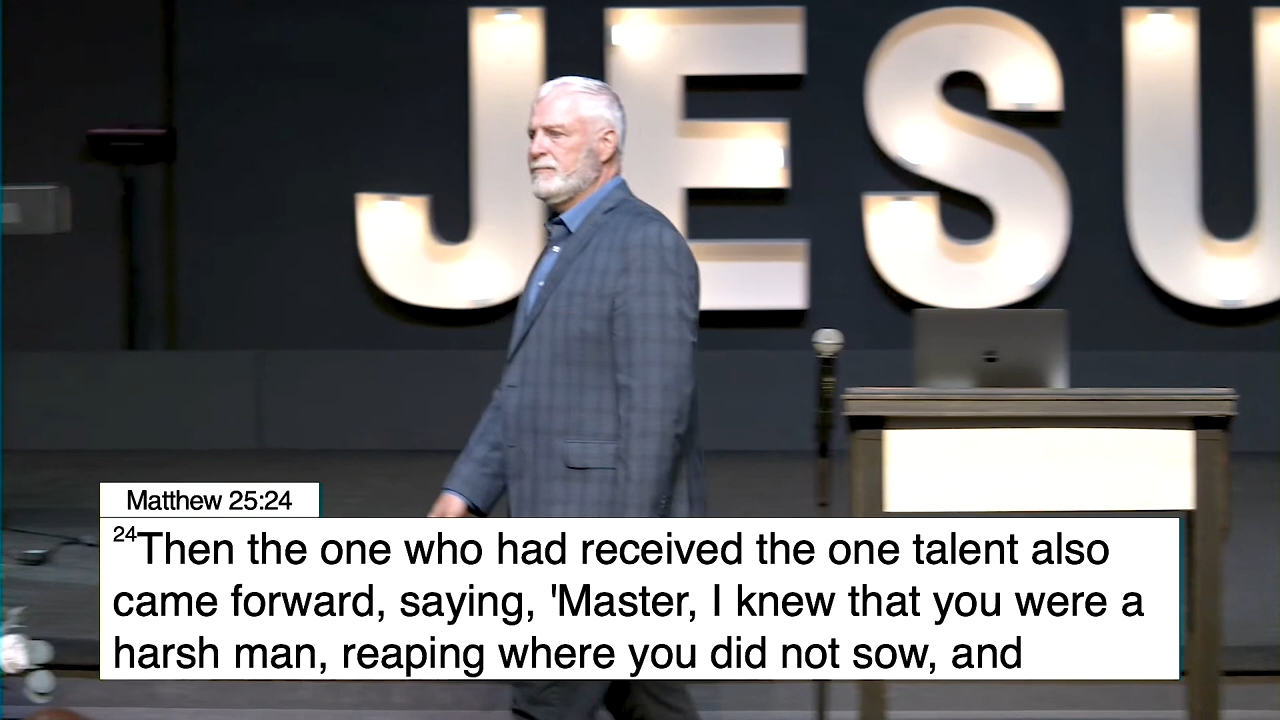 JESU
Matthew 25:24
24Then the one who had received the one talent also
came forward, saying, 'Master, I knew that you were a
harsh man, reaping where you did not sow, and